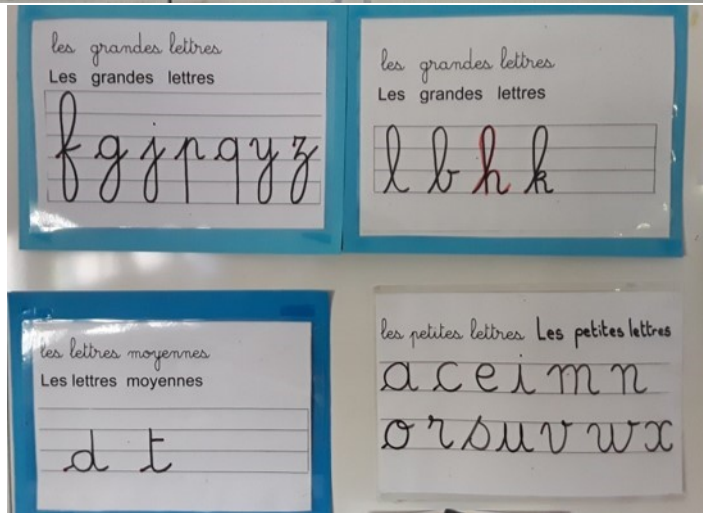 les grandes lettres
Les grandes lettres
f g j p q y z
les grandes lettres
Les grandes lettres
l b h k
les lettres moyennes
Les lettres moyennes
d t
les petites lettres Les petites lettres
a c e i m n
o r s u v w x